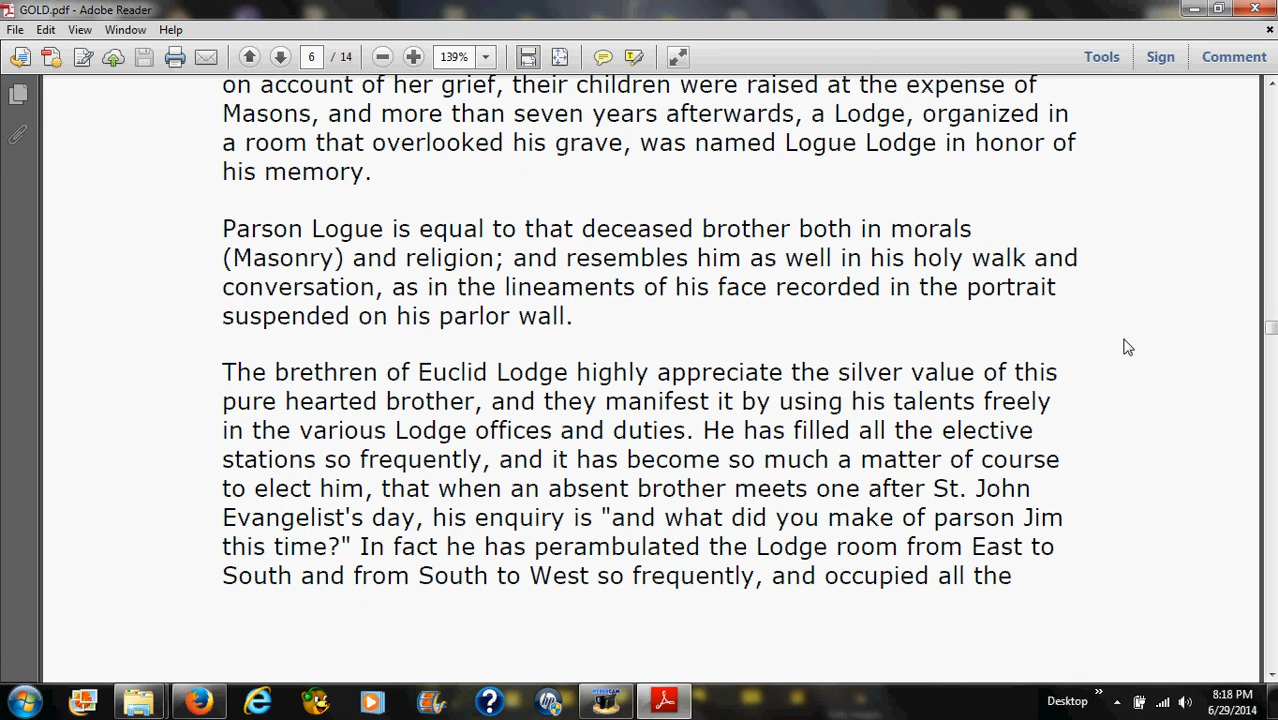 GOLD.pdf - Adobe Reader
File Edit View Window Help
6 / 14 139% Tools Sign Comment
on account of her grief, their children were raised at the expense of
Masons, and more than seven years afterwards, a Lodge, organized in
a room that overlooked his grave, was named Logue Lodge in honor of
his memory.
Parson Logue is equal to that deceased brother both in morals
(Masonry) and religion; and resembles him as well in his holy walk and
conversation, as in the lineaments of his face recorded in the portrait
suspended on his parlor wall.
The brethren of Euclid Lodge highly appreciate the silver value of this
pure hearted brother, and they manifest it by using his talents freely
in the various Lodge offices and duties. He has filled all the elective
stations so frequently, and it has become so much a matter of course
to elect him, that when an absent brother meets one after St. John
Evangelist's day, his enquiry is "and what did you make of parson Jim
this time?" In fact he has perambulated the Lodge room from East to
South and from South to West so frequently, and occupied all the
Desktop
8:18 PM
6/29/2014